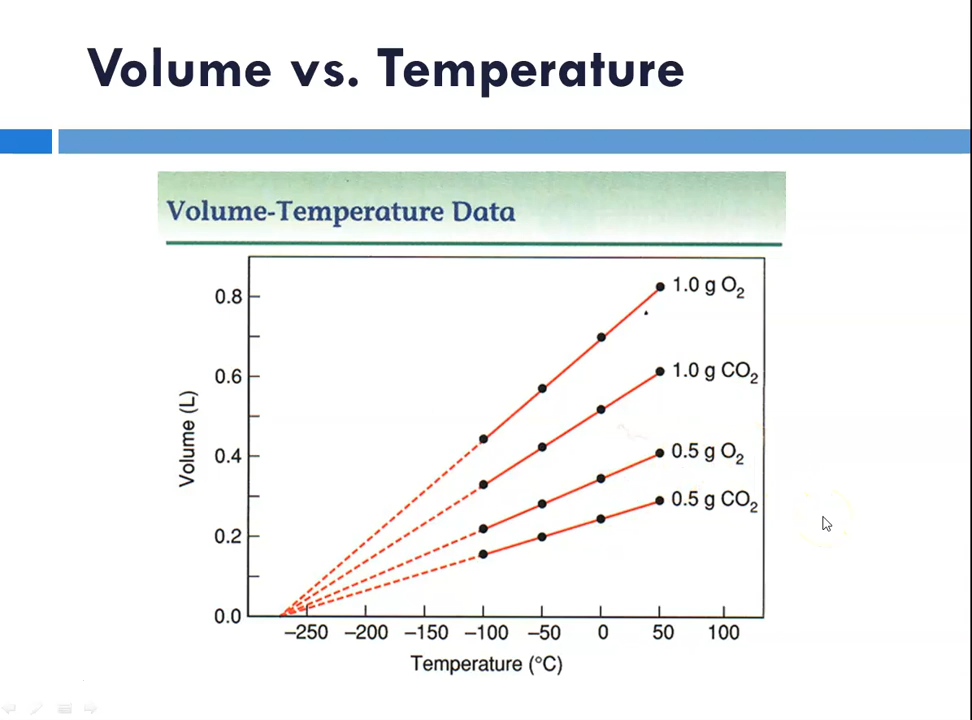 Volume vs. Temperature
Volume-Temperature Data
0.8
0.6
0.4
0.2
0.0
Volume (L)
1.0 g O₂
1.0 g CO₂
0.5 g O₂
0.5 g CO₂
–250 –200 –150 –100 –50 0 50 100
Temperature (°C)